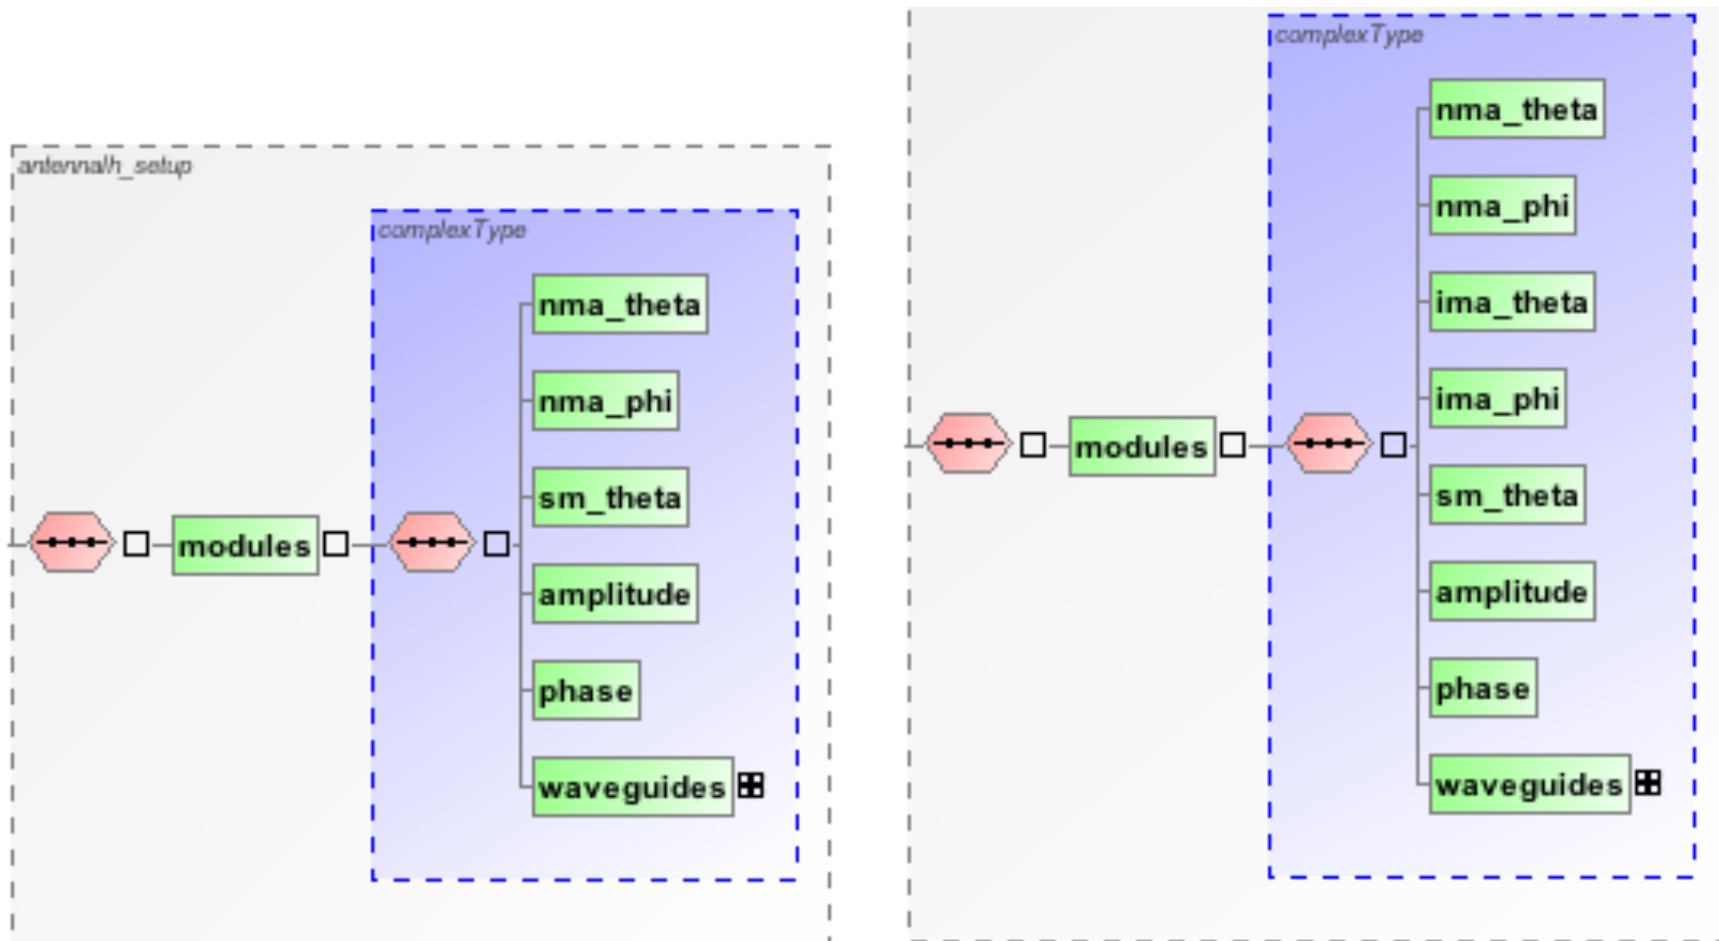 antennalh_setup
complexType
nma_theta
nma_phi
sm_theta
modules
amplitude
phase
waveguides
complexType
nma_theta
nma_phi
ima_theta
ima_phi
modules
sm_theta
amplitude
phase
waveguides